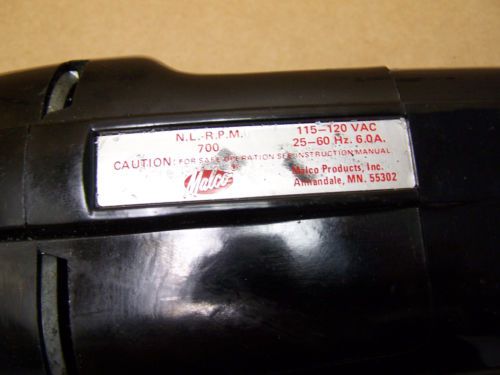 N.L.-R.P.M. 115-120 VAC
700 25-60 Hz. 6.0A.
CAUTION: FOR SAFE OPERATION SEE INSTRUCTION MANUAL
Malco Malco Products, Inc.
Annandale, MN. 55302